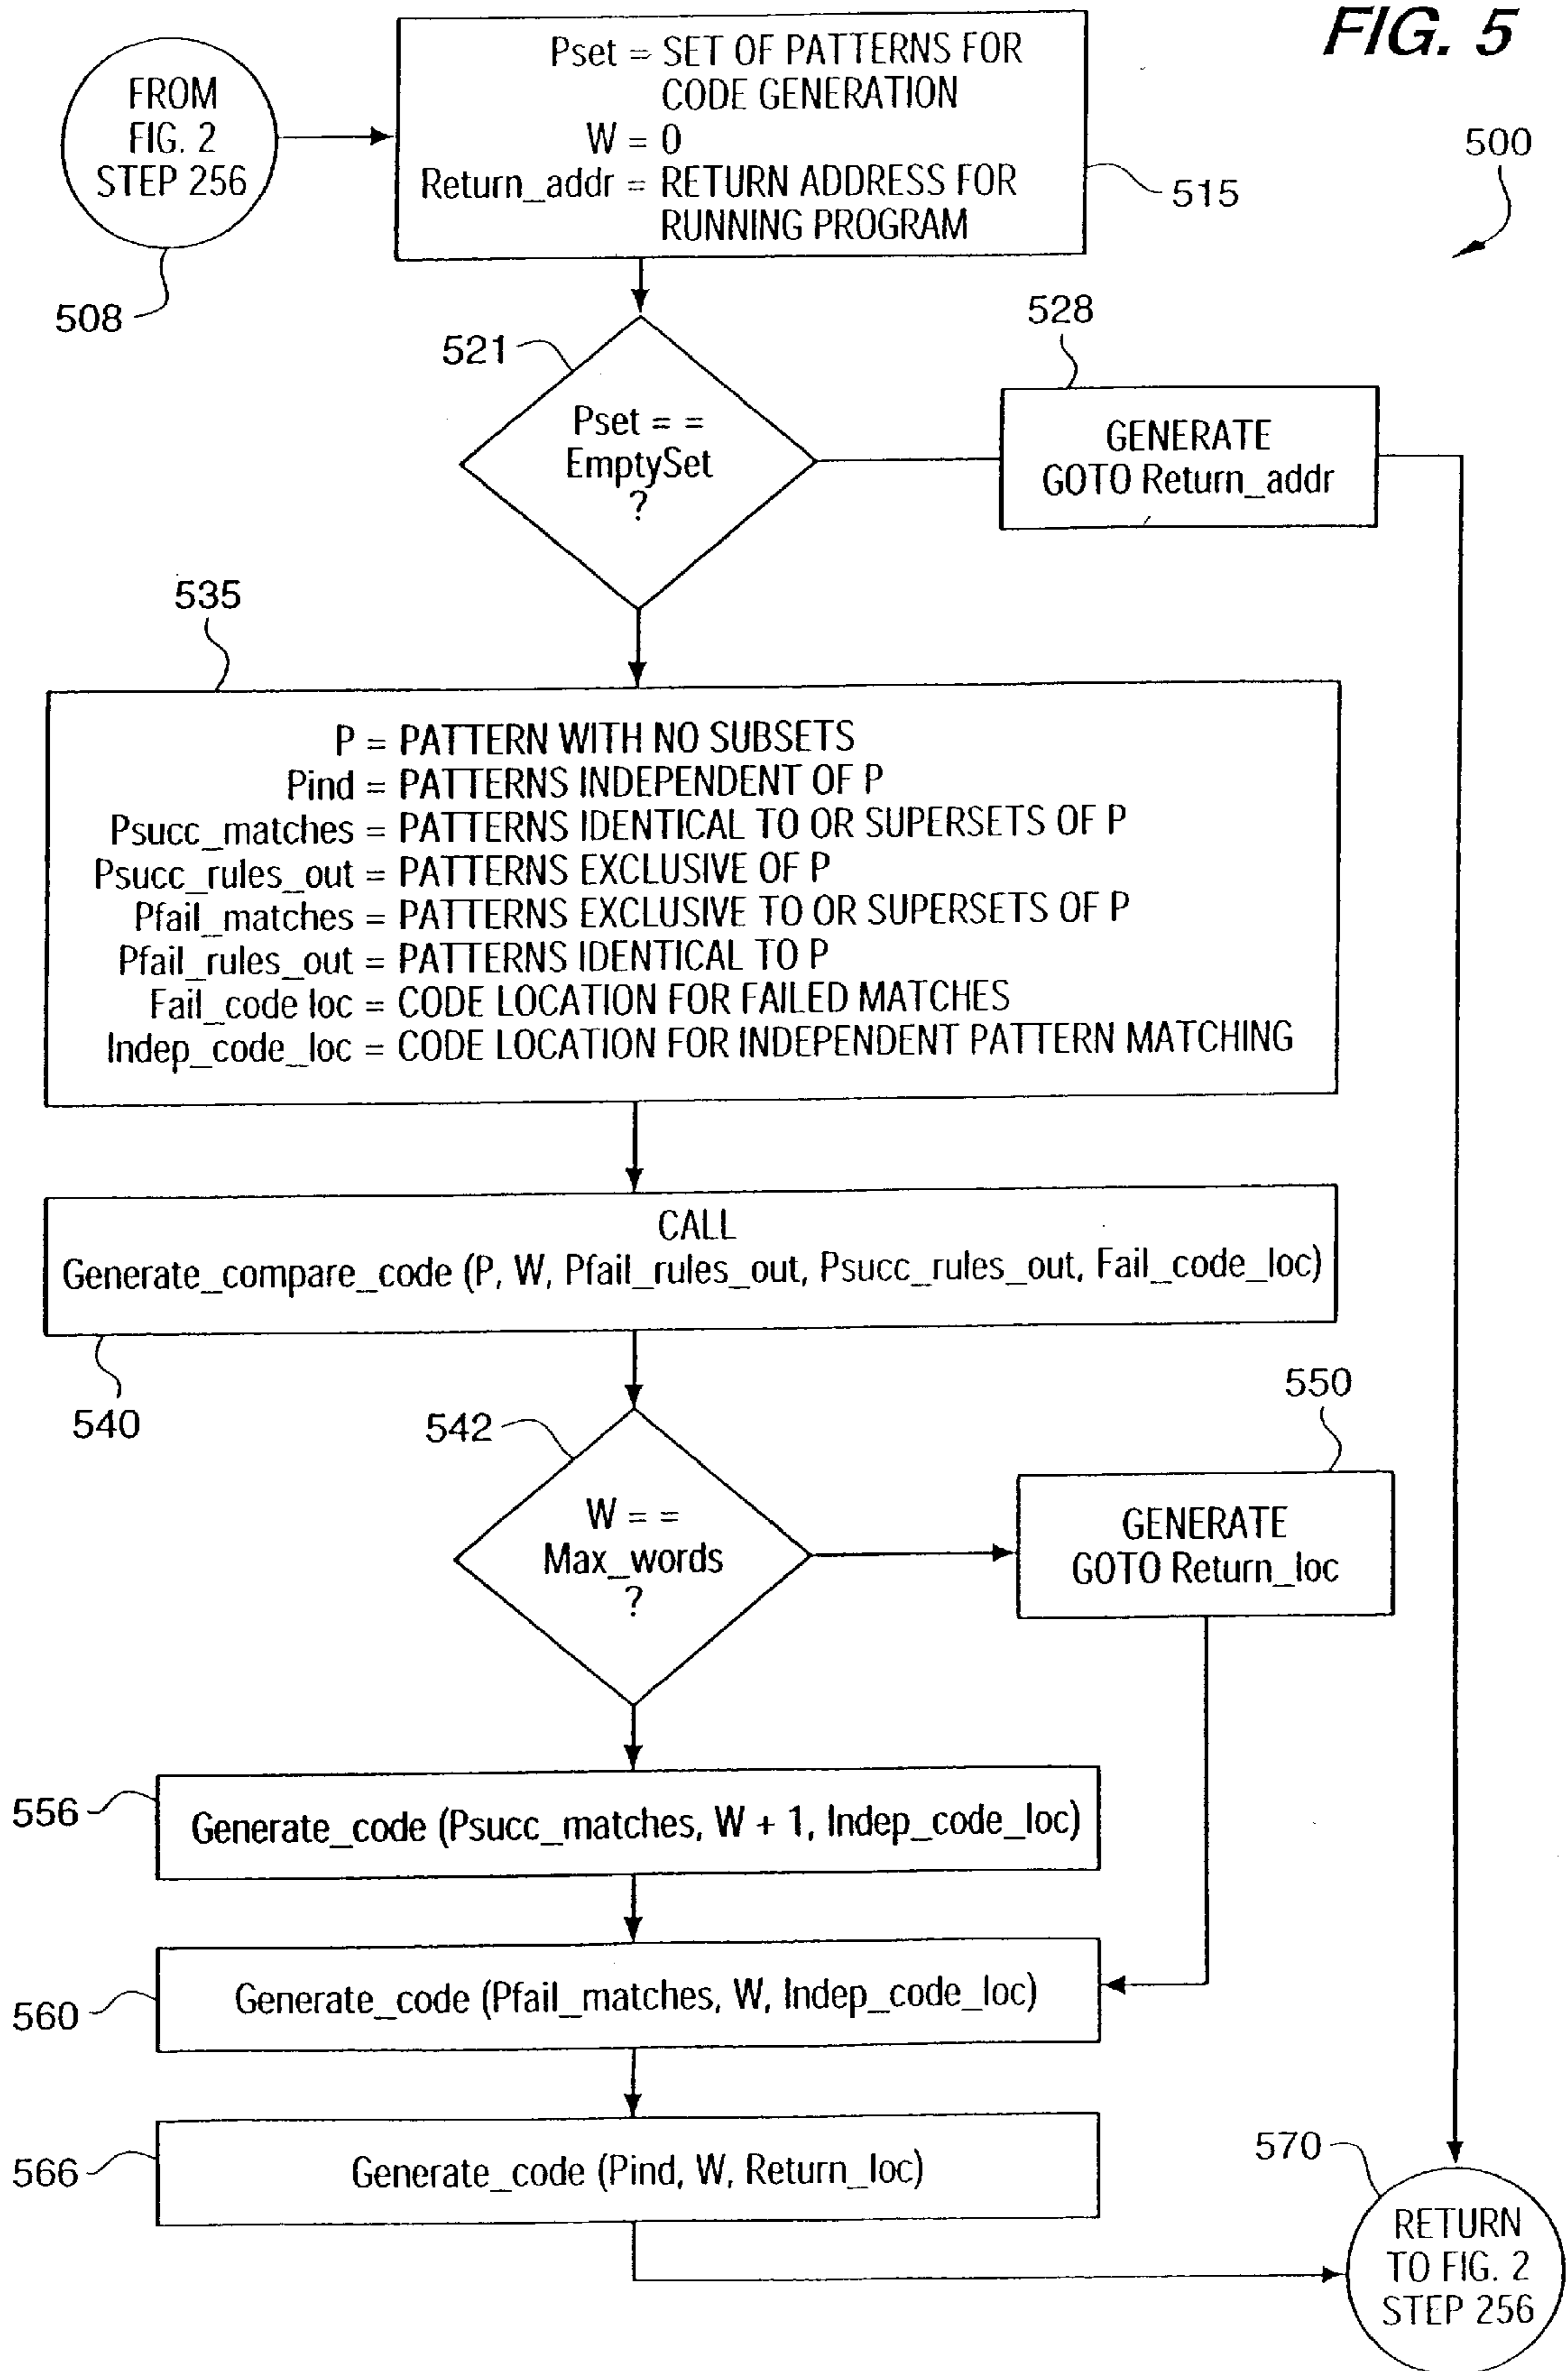 FIG. 5
FROM
FIG. 2
STEP 256
508
Pset = SET OF PATTERNS FOR
CODE GENERATION
W = 0
Return_addr = RETURN ADDRESS FOR
RUNNING PROGRAM
515
500
521
Pset = =
EmptySet
?
528
GENERATE
GOTO Return_addr
535
P = PATTERN WITH NO SUBSETS
Pind = PATTERNS INDEPENDENT OF P
Psucc_matches = PATTERNS IDENTICAL TO OR SUPERSETS OF P
Psucc_rules_out = PATTERNS EXCLUSIVE OF P
Pfail_matches = PATTERNS EXCLUSIVE TO OR SUPERSETS OF P
Pfail_rules_out = PATTERNS IDENTICAL TO P
Fail_code loc = CODE LOCATION FOR FAILED MATCHES
Indep_code_loc = CODE LOCATION FOR INDEPENDENT PATTERN MATCHING
CALL
Generate_compare_code (P, W, Pfail_rules_out, Psucc_rules_out, Fail_code_loc)
540
542
W = =
Max_words
?
550
GENERATE
GOTO Return_loc
556
Generate_code (Psucc_matches, W + 1, Indep_code_loc)
560
Generate_code (Pfail_matches, W, Indep_code_loc)
566
Generate_code (Pind, W, Return_loc)
570
RETURN
TO FIG. 2
STEP 256